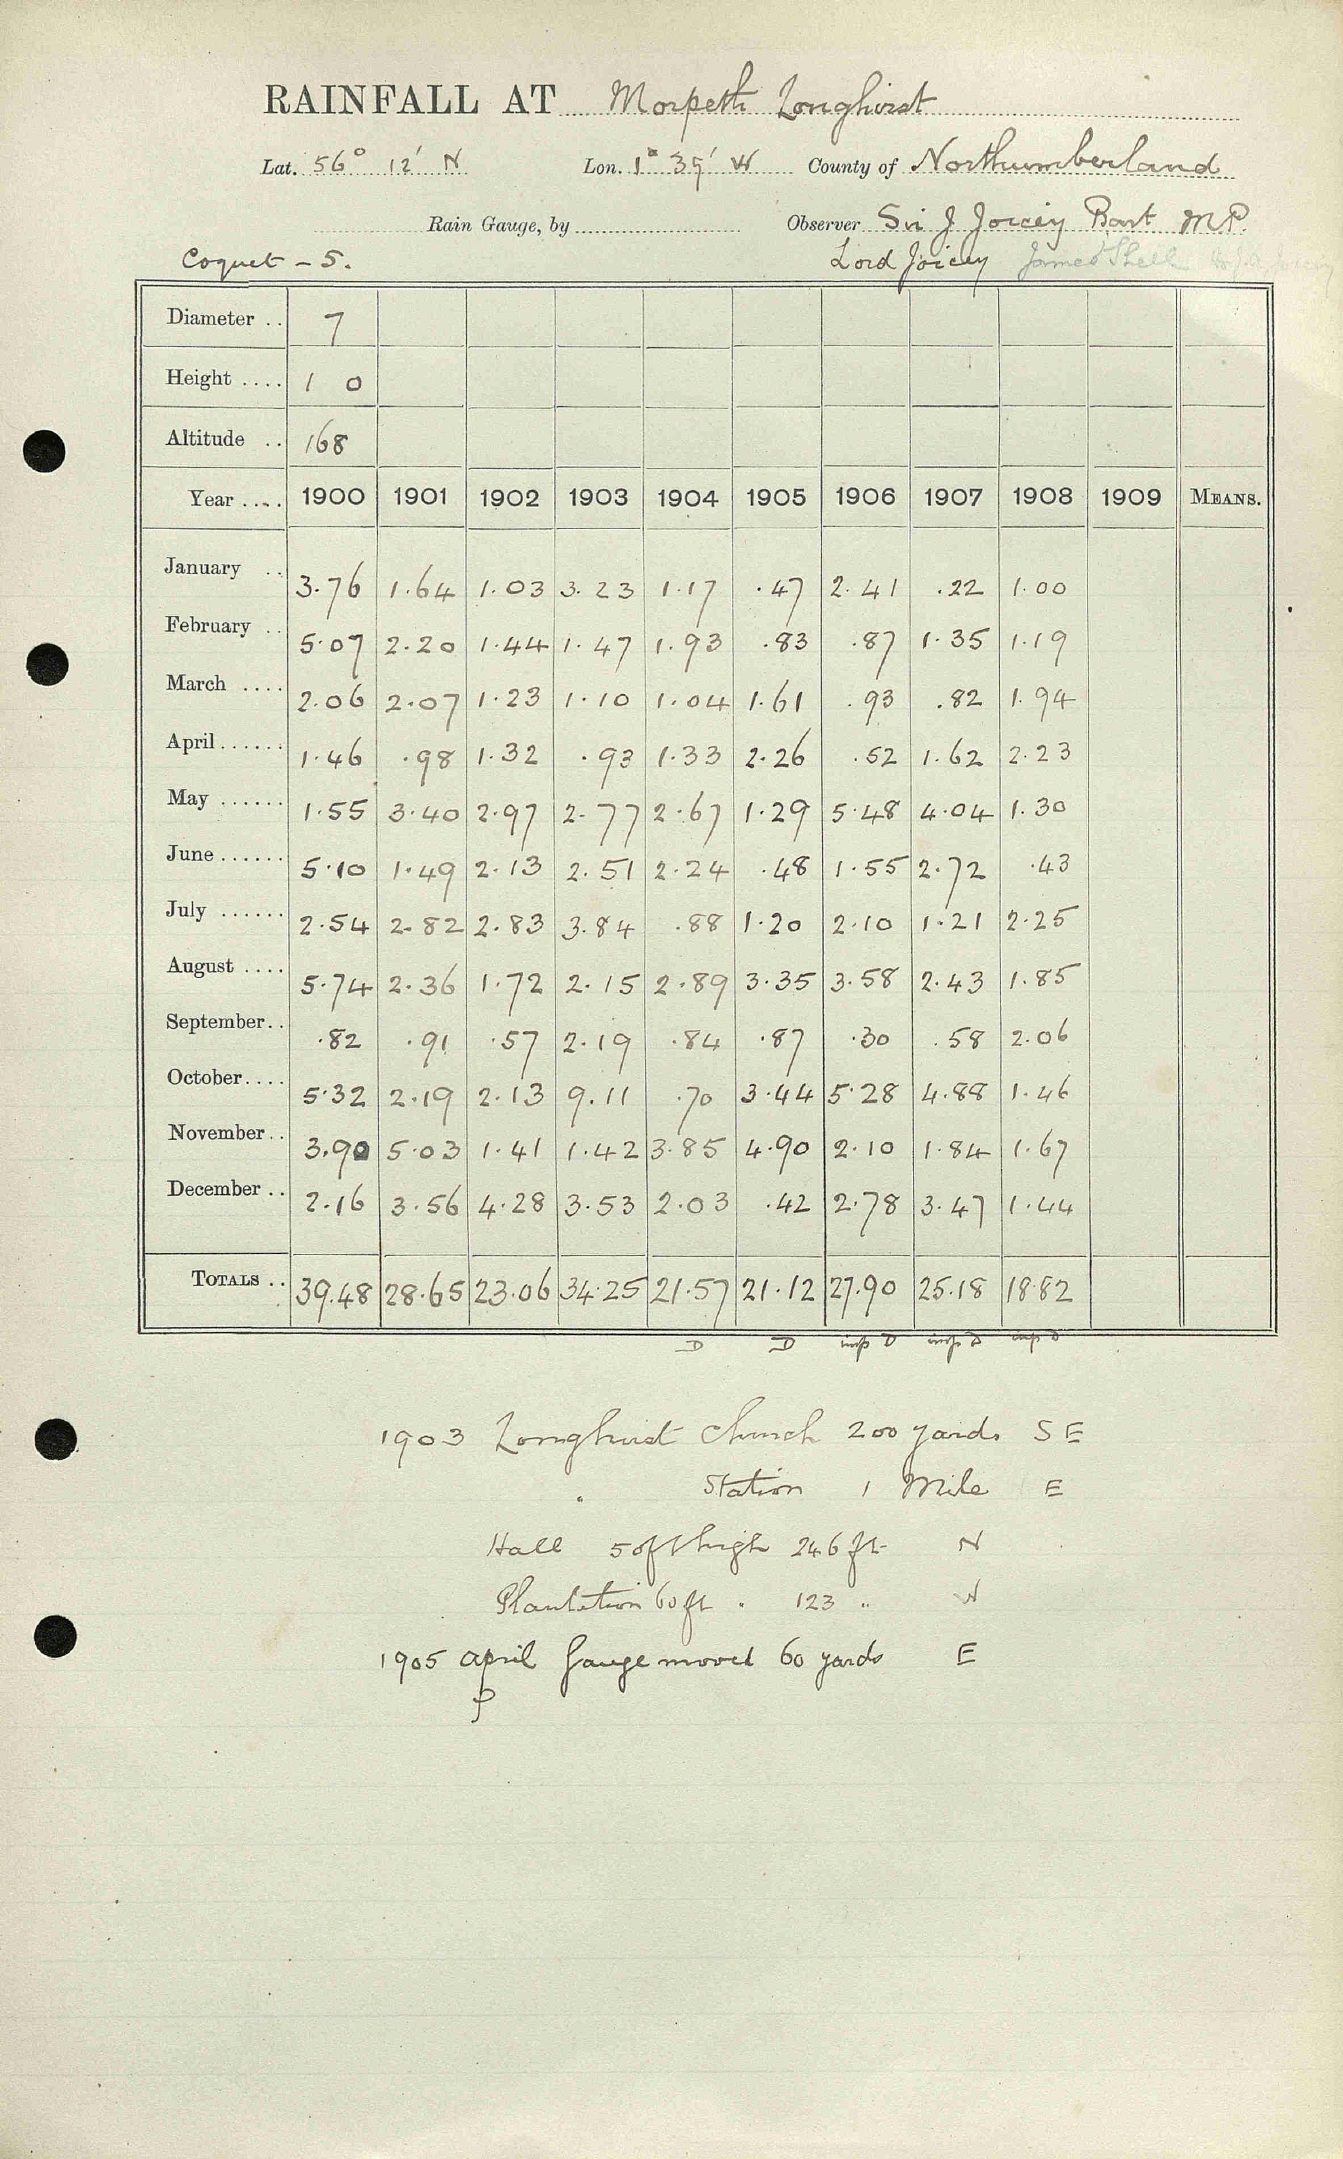 RAINFALL AT Morpeth Longhirst
Lat. 56° 12' N Lon. 1° 39' W County of Northumberland
Rain Gauge, by Observer Sir J Joicey Bart M.P.
Coquet - 5. Lord Joicey James Shell
Diameter .. 7
Height .... 1 0
Altitude .. 168
Year .... 1900 1901 1902 1903 1904 1905 1906 1907 1908 1909 MEANS.
January .. 3.76 1.64 1.03 3.23 1.17 .47 2.41 .22 1.00
February .. 5.07 2.20 1.44 1.47 1.93 .83 .87 1.35 1.19
March .... 2.06 2.07 1.23 1.10 1.04 1.61 .93 .82 1.94
April...... 1.46 .98 1.32 .93 1.33 2.26 .52 1.62 2.23
May ...... 1.55 3.40 2.97 2.77 2.67 1.29 5.48 4.04 1.30
June...... 5.10 1.49 2.13 2.51 2.24 .48 1.55 2.72 .43
July ...... 2.54 2.82 2.83 3.84 .88 1.20 2.10 1.21 2.25
August .... 5.74 2.36 1.72 2.15 2.89 3.35 3.58 2.43 1.85
September.. .82 .91 .57 2.19 .84 .87 .30 .58 2.06
October.... 5.32 2.19 2.13 9.11 .70 3.44 5.28 4.88 1.46
November.. 3.90 5.03 1.41 1.42 3.85 4.90 2.10 1.84 1.67
December .. 2.16 3.56 4.28 3.53 2.03 .42 2.78 3.47 1.44
TOTALS .. 39.48 28.65 23.06 34.25 21.57 21.12 27.90 25.18 18.82
D D imp D imp D imp D
1903 Longhirst Church 200 yards S E
" Station 1 Mile E
Hall 50 ft high 246 ft N
Plantation 60 ft " 123 " W
1905 April Gauge moved 60 yards E
P